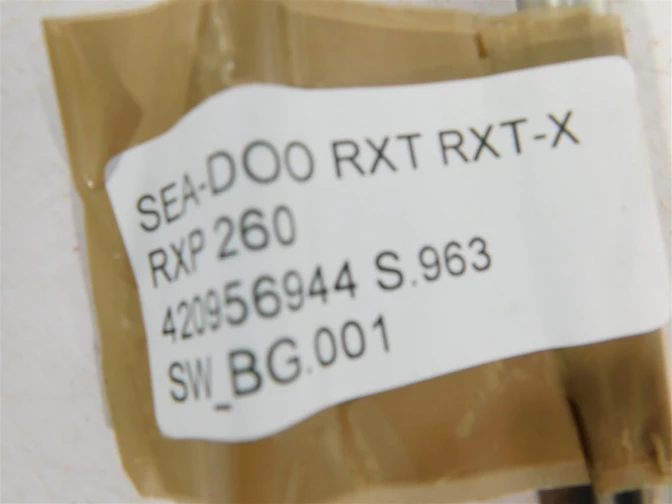 SEA-DOO RXT RXT-X
RXP 260
420956944 S.963
SW_BG.001